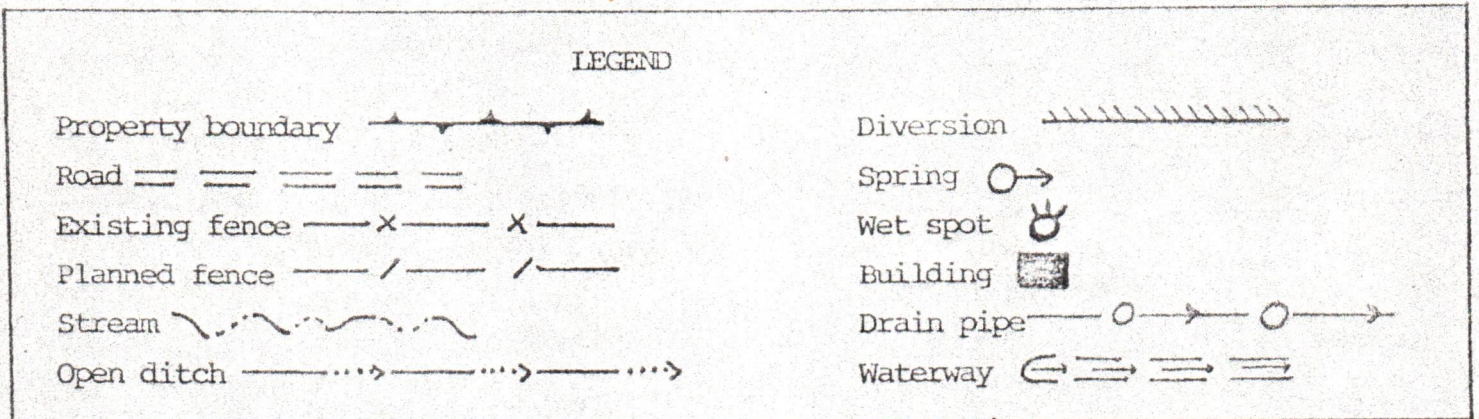 LEGEND
Property boundary
Road
Existing fence
Planned fence
Stream
Open ditch
Diversion
Spring
Wet spot
Building
Drain pipe
Waterway